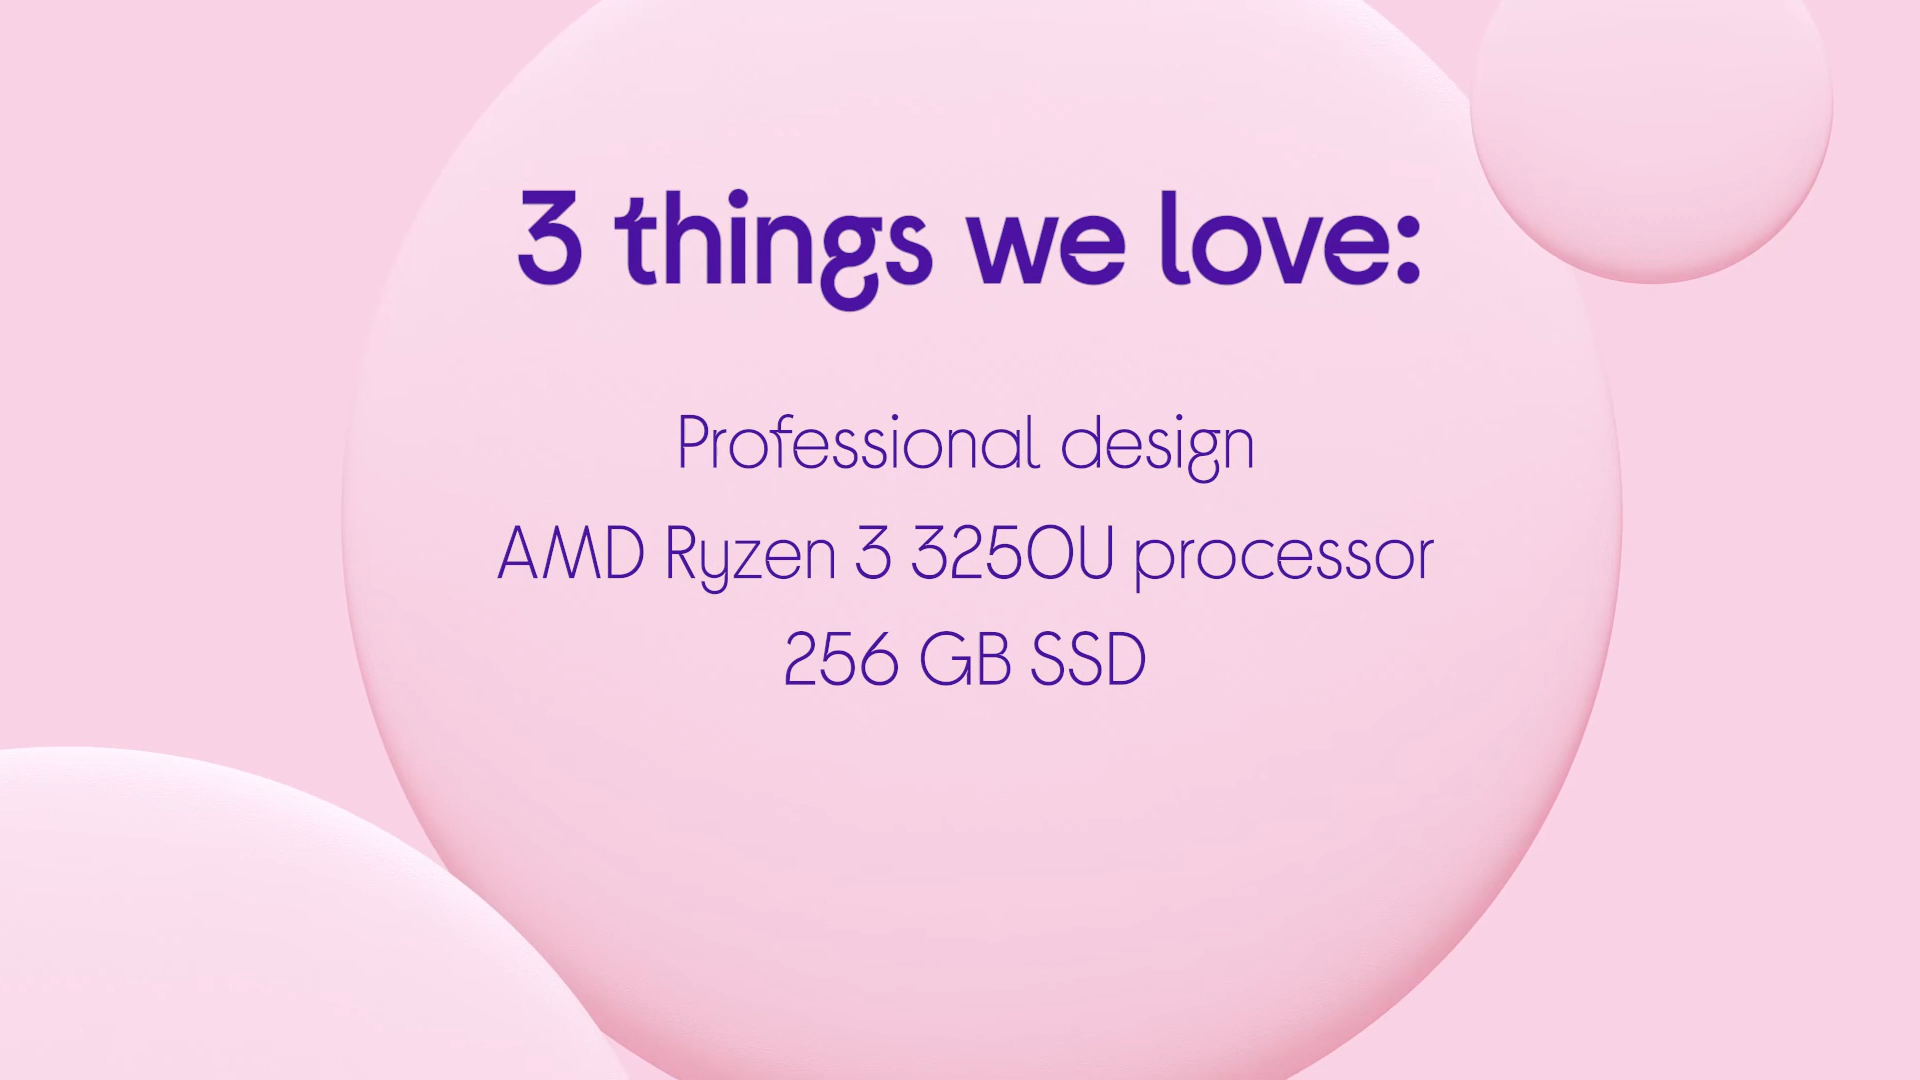 3 things we love:
Professional design
AMD Ryzen 3 3250U processor
256 GB SSD